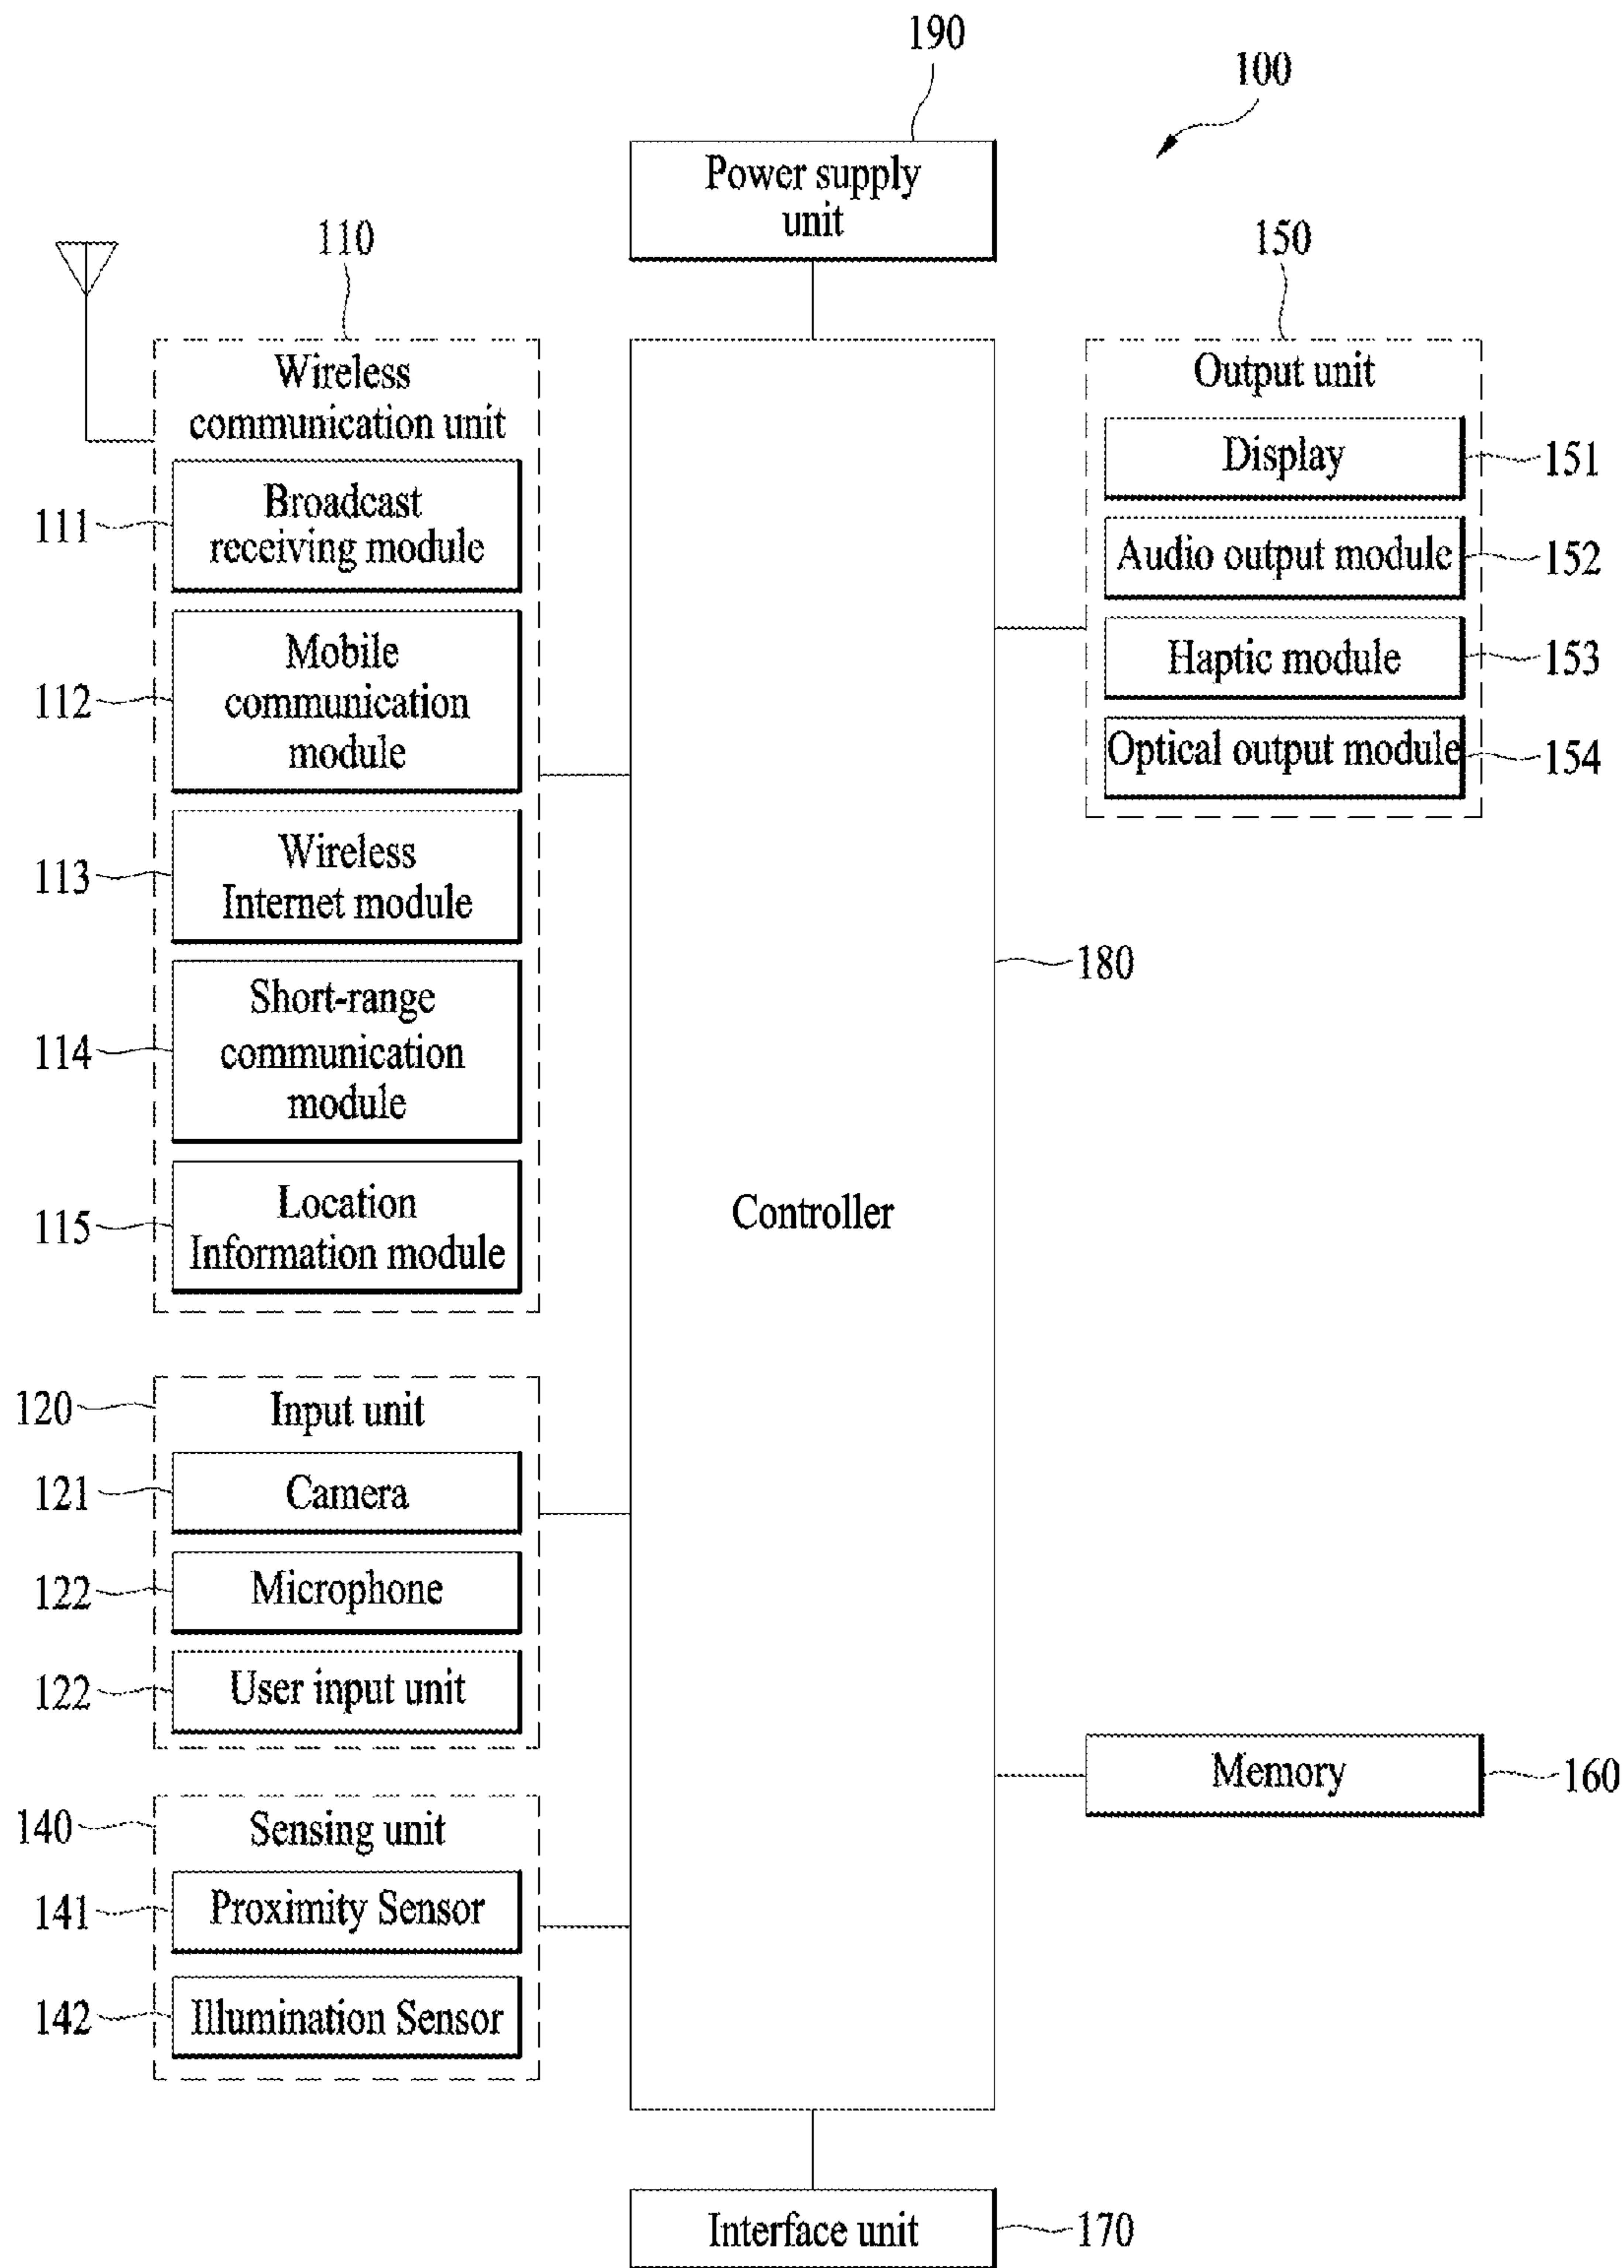 190
100
Power supply
unit
110
150
Wireless
communication unit
111
Broadcast
receiving module
112
Mobile
communication
module
113
Wireless
Internet module
114
Short-range
communication
module
115
Location
Information module
120
Input unit
121
Camera
122
Microphone
122
User input unit
140
Sensing unit
141
Proximity Sensor
142
Illumination Sensor
Controller
180
Output unit
Display
151
Audio output module
152
Haptic module
153
Optical output module
154
Memory
160
Interface unit
170